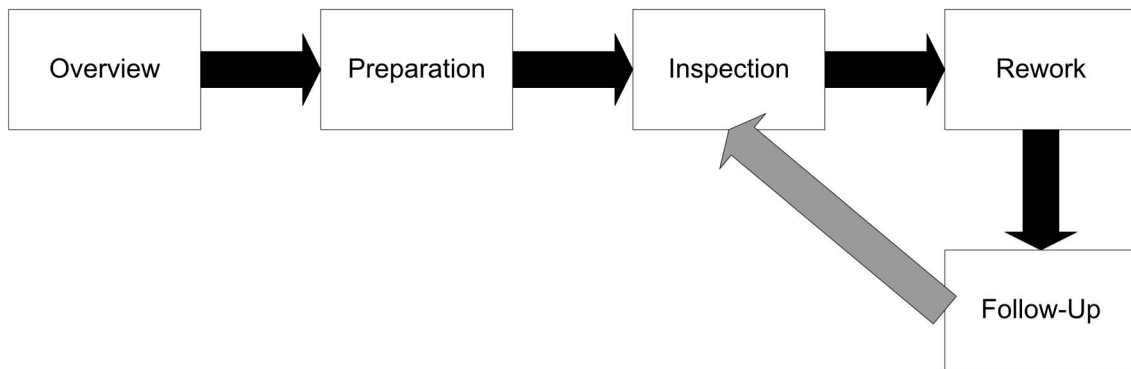 Overview
Preparation
Inspection
Rework
Follow-Up